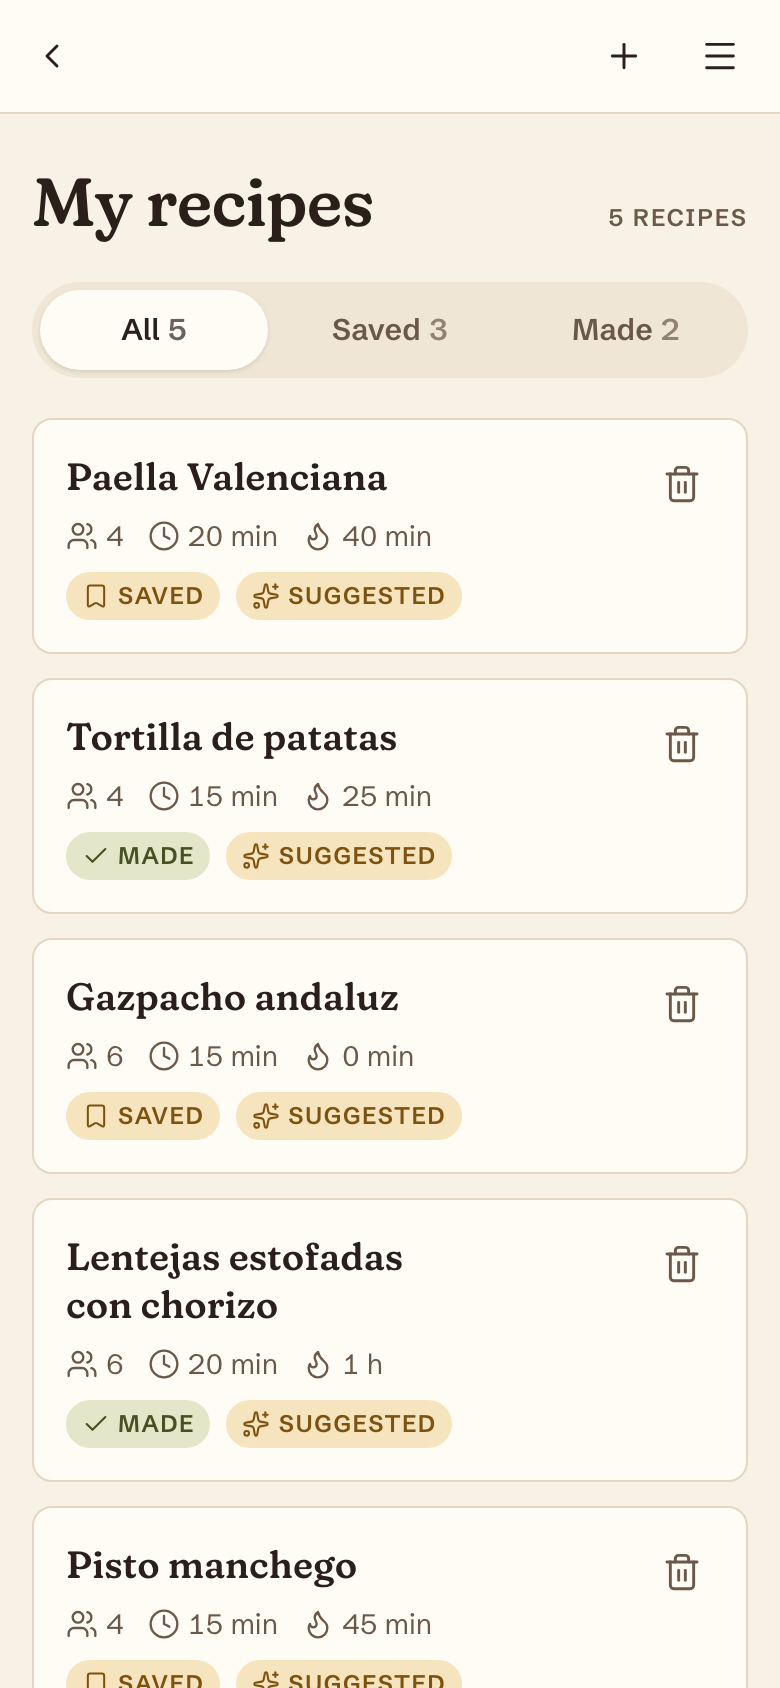 My recipes
5 RECIPES
All 5
Saved 3
Made 2
Paella Valenciana
4 20 min 40 min
SAVED SUGGESTED
Tortilla de patatas
4 15 min 25 min
MADE SUGGESTED
Gazpacho andaluz
6 15 min 0 min
SAVED SUGGESTED
Lentejas estofadas
con chorizo
6 20 min 1 h
MADE SUGGESTED
Pisto manchego
4 15 min 45 min
SAVED SUGGESTED